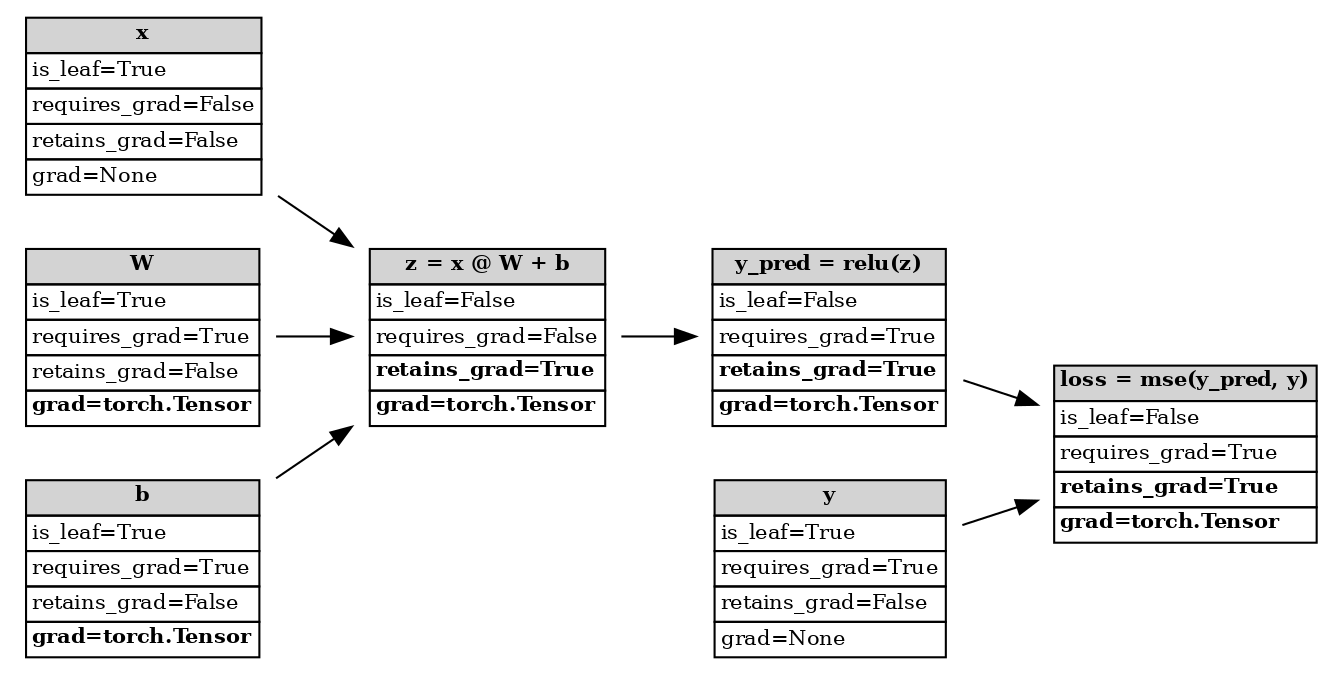 x
is_leaf=True
requires_grad=False
retains_grad=False
grad=None
W
is_leaf=True
requires_grad=True
retains_grad=False
grad=torch.Tensor
b
is_leaf=True
requires_grad=True
retains_grad=False
grad=torch.Tensor
z = x @ W + b
is_leaf=False
requires_grad=False
retains_grad=True
grad=torch.Tensor
y_pred = relu(z)
is_leaf=False
requires_grad=True
retains_grad=True
grad=torch.Tensor
y
is_leaf=True
requires_grad=True
retains_grad=False
grad=None
loss = mse(y_pred, y)
is_leaf=False
requires_grad=True
retains_grad=True
grad=torch.Tensor